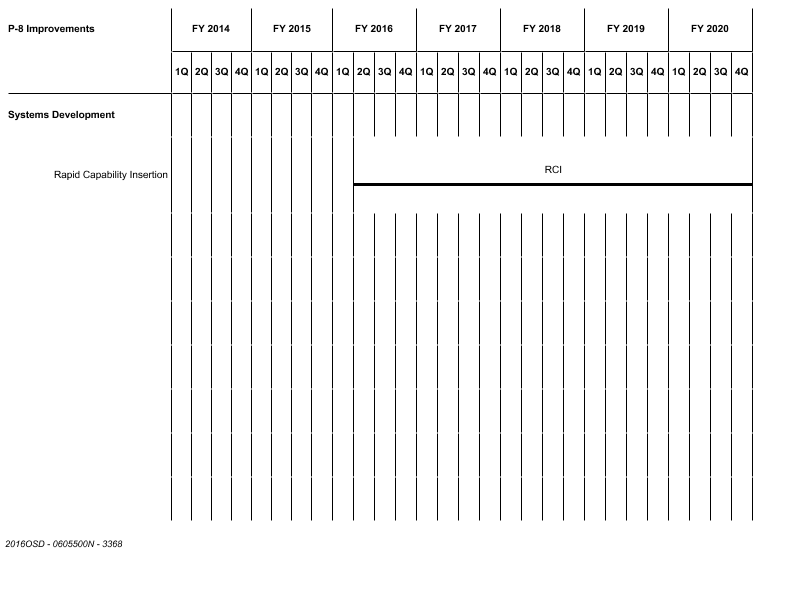 P-8 Improvements FY 2014 FY 2015 FY 2016 FY 2017 FY 2018 FY 2019 FY 2020
1Q 2Q 3Q 4Q 1Q 2Q 3Q 4Q 1Q 2Q 3Q 4Q 1Q 2Q 3Q 4Q 1Q 2Q 3Q 4Q 1Q 2Q 3Q 4Q 1Q 2Q 3Q 4Q
Systems Development
RCI
Rapid Capability Insertion
2016OSD - 0605500N - 3368